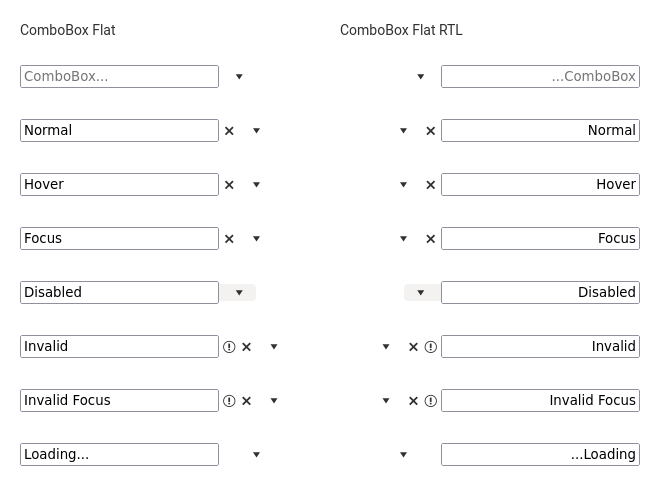 ComboBox Flat
ComboBox Flat RTL
ComboBox...
...ComboBox
Normal
Normal
Hover
Hover
Focus
Focus
Disabled
Disabled
Invalid
Invalid
Invalid Focus
Invalid Focus
Loading...
...Loading